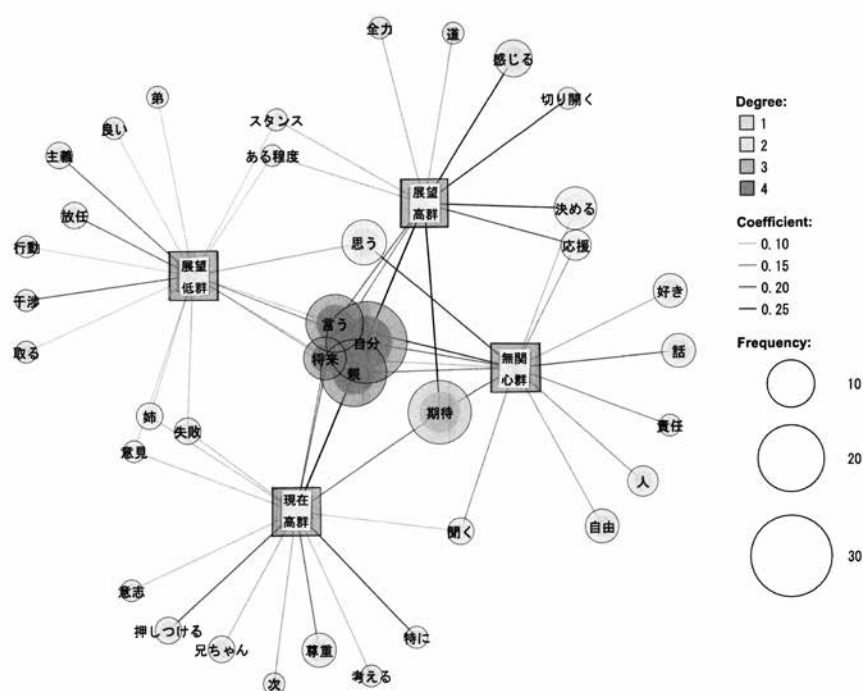 全力
道
感じる
切り開く
弟
良い
スタンス
主義
ある程度
展望
高群
放任
決める
応援
思う
行動
展望
低群
干渉
好き
言う
自分
取る
将来
親
無関
心群
話
期待
姉
失敗
意見
責任
人
現在
高群
自由
聞く
意志
押しつける
兄ちゃん
尊重
特に
次
考える
Degree:
1
2
3
4
Coefficient:
0.10
0.15
0.20
0.25
Frequency:
10
20
30